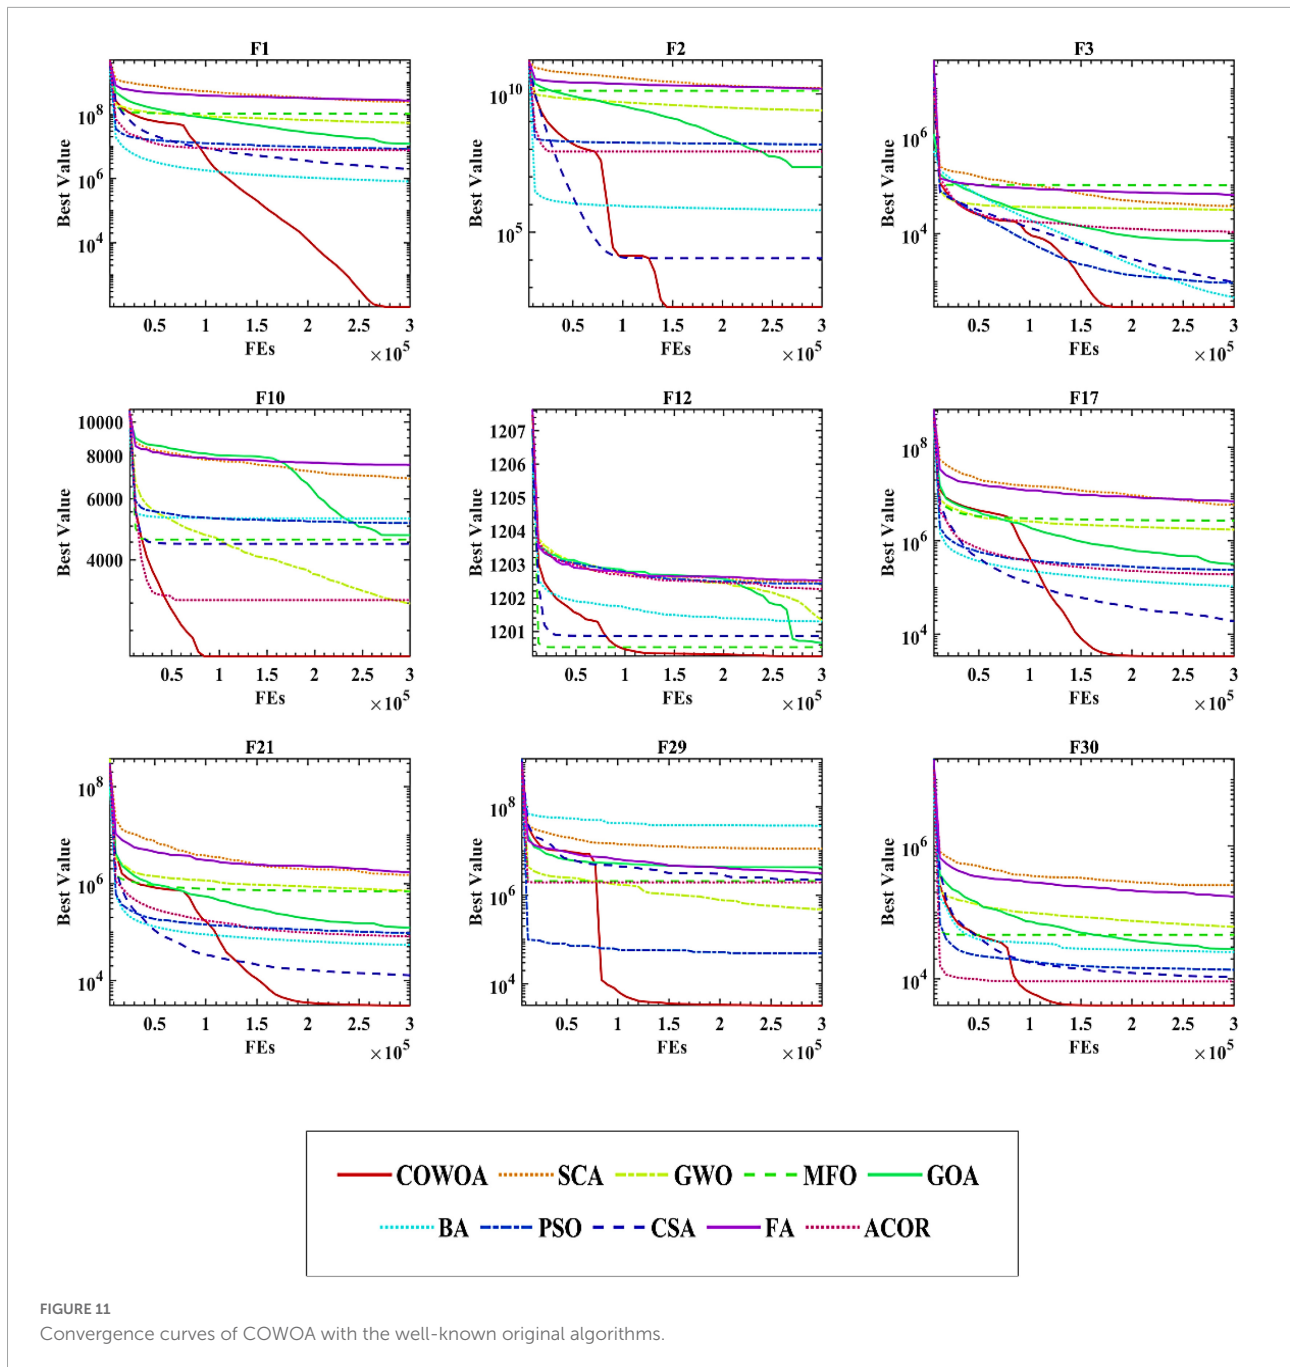 F1
Best Value
10^8
10^6
10^4
0.5 1 1.5 2 2.5 3
FEs
×10^5
F2
Best Value
10^10
10^5
0.5 1 1.5 2 2.5 3
FEs
×10^5
F3
Best Value
10^6
10^4
0.5 1 1.5 2 2.5 3
FEs
×10^5
F10
Best Value
10000
8000
6000
4000
0.5 1 1.5 2 2.5 3
FEs
×10^5
F12
Best Value
1207
1206
1205
1204
1203
1202
1201
0.5 1 1.5 2 2.5 3
FEs
×10^5
F17
Best Value
10^8
10^6
10^4
0.5 1 1.5 2 2.5 3
FEs
×10^5
F21
Best Value
10^8
10^6
10^4
0.5 1 1.5 2 2.5 3
FEs
×10^5
F29
Best Value
10^8
10^6
10^4
0.5 1 1.5 2 2.5 3
FEs
×10^5
F30
Best Value
10^6
10^4
0.5 1 1.5 2 2.5 3
FEs
×10^5
COWOA SCA GWO MFO GOA
BA PSO CSA FA ACOR
FIGURE 11
Convergence curves of COWOA with the well-known original algorithms.